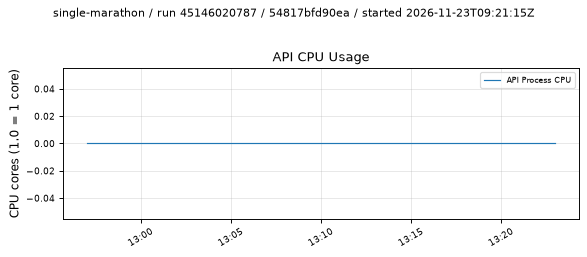 single-marathon / run 45146020787 / 54817bfd90ea / started 2026-11-23T09:21:15Z
API CPU Usage
API Process CPU
CPU cores (1.0 = 1 core)
0.04
0.02
0.00
−0.02
−0.04
13:00
13:05
13:10
13:15
13:20